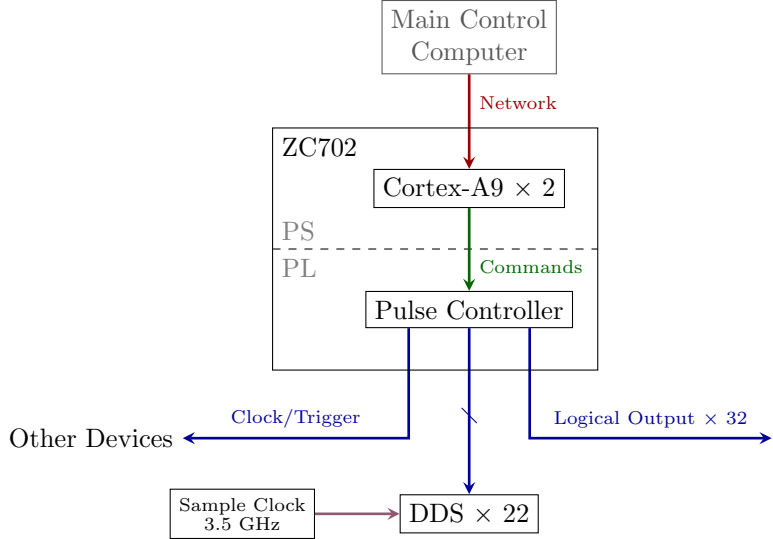 Main Control
Computer
Network
ZC702
Cortex-A9 × 2
PS
PL
Commands
Pulse Controller
Clock/Trigger
Logical Output × 32
Other Devices
Sample Clock
3.5 GHz
DDS × 22